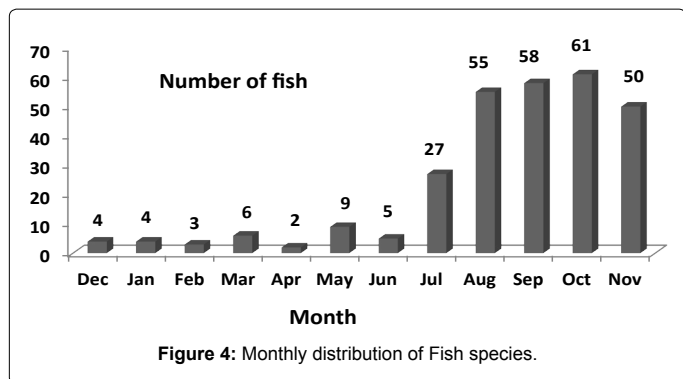 70
60
50
40
30
20
10
0
Number of fish
4 4 3 6 2 9 5 27 55 58 61 50
Dec Jan Feb Mar Apr May Jun Jul Aug Sep Oct Nov
Month
Figure 4: Monthly distribution of Fish species.